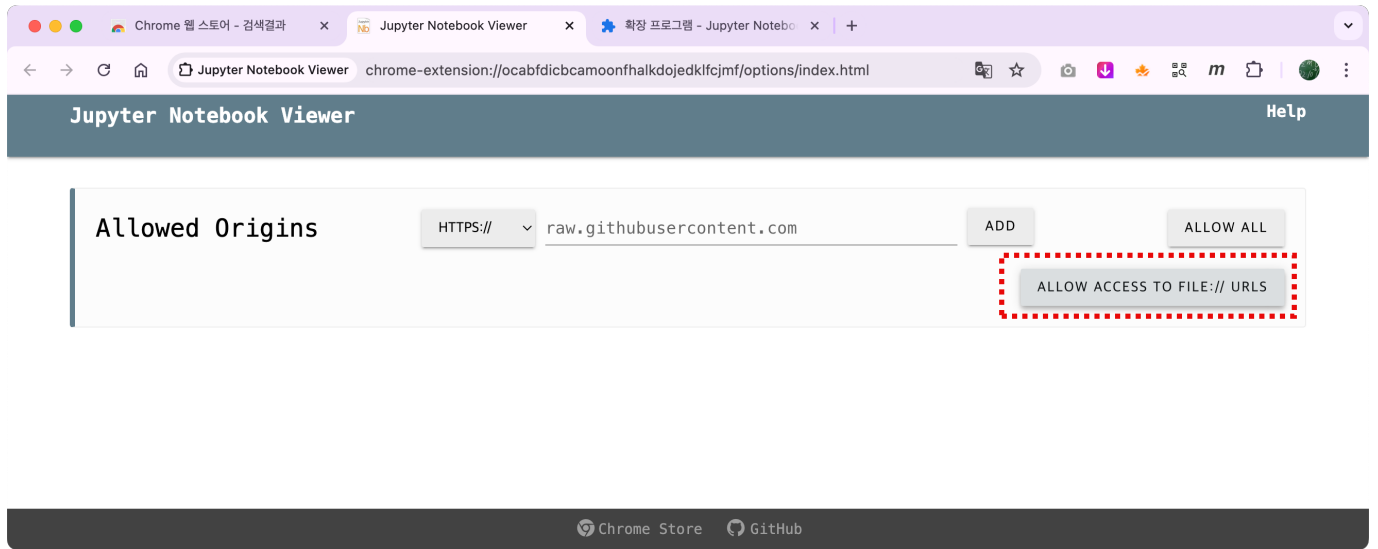 Chrome 웹 스토어 - 검색결과
Jupyter Notebook Viewer
확장 프로그램 - Jupyter Notebo
Jupyter Notebook Viewer chrome-extension://ocabfdicbcamoonfhalkdojedklfcjmf/options/index.html
Jupyter Notebook Viewer
Help
Allowed Origins
HTTPS://
raw.githubusercontent.com
ADD
ALLOW ALL
ALLOW ACCESS TO FILE:// URLS
Chrome Store GitHub